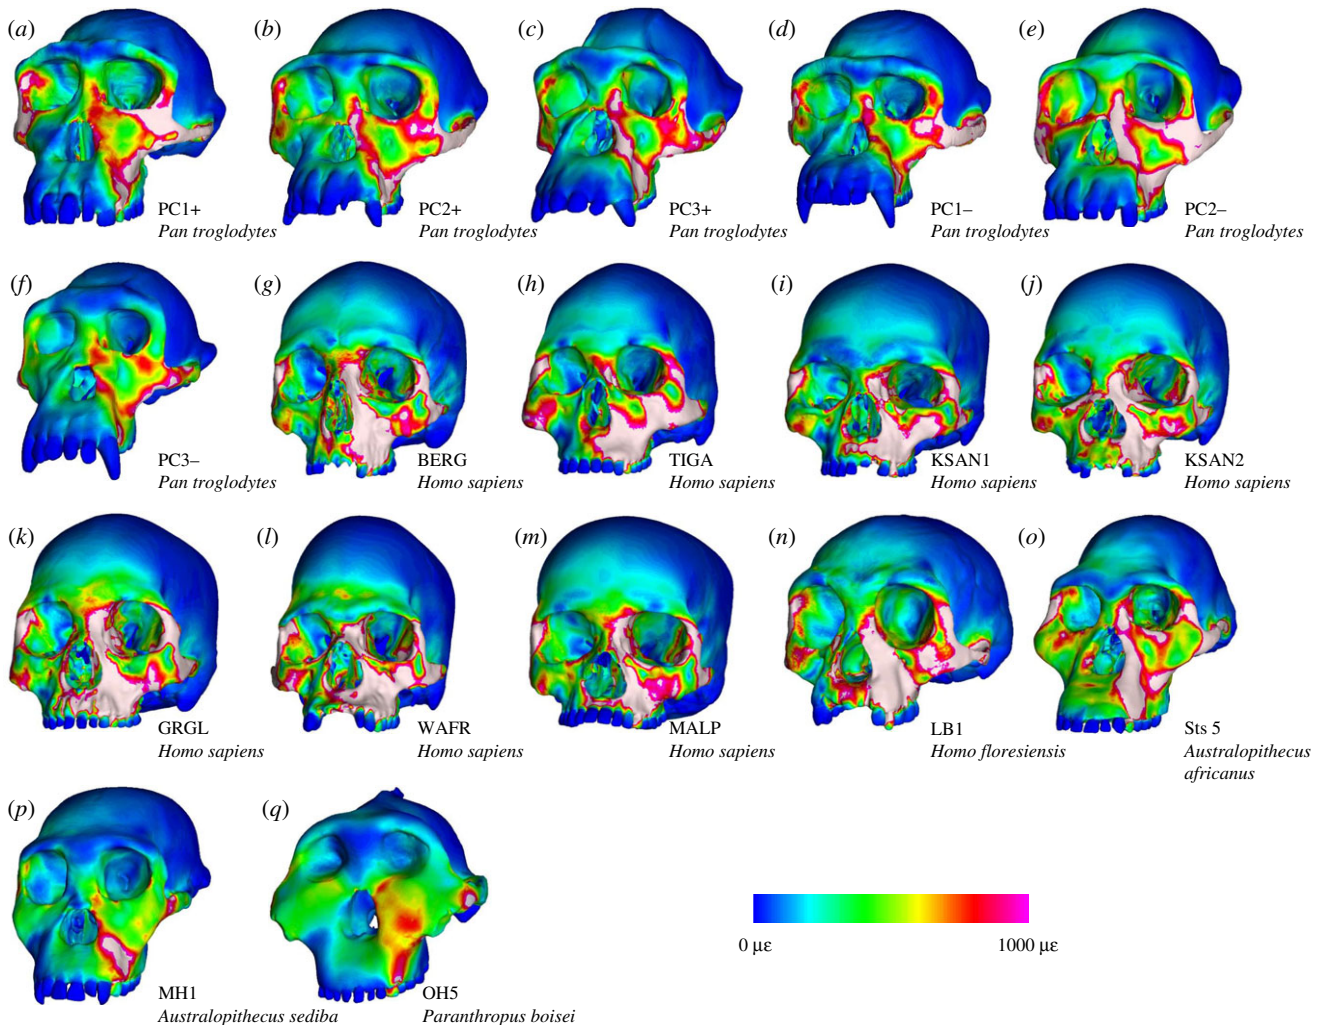 (a)
PC1+
Pan troglodytes
(b)
PC2+
Pan troglodytes
(c)
PC3+
Pan troglodytes
(d)
PC1–
Pan troglodytes
(e)
PC2–
Pan troglodytes
(f)
PC3–
Pan troglodytes
(g)
BERG
Homo sapiens
(h)
TIGA
Homo sapiens
(i)
KSAN1
Homo sapiens
(j)
KSAN2
Homo sapiens
(k)
GRGL
Homo sapiens
(l)
WAFR
Homo sapiens
(m)
MALP
Homo sapiens
(n)
LB1
Homo floresiensis
(o)
Sts 5
Australopithecus
africanus
(p)
MH1
Australopithecus sediba
(q)
OH5
Paranthropus boisei
0 µε
1000 µε